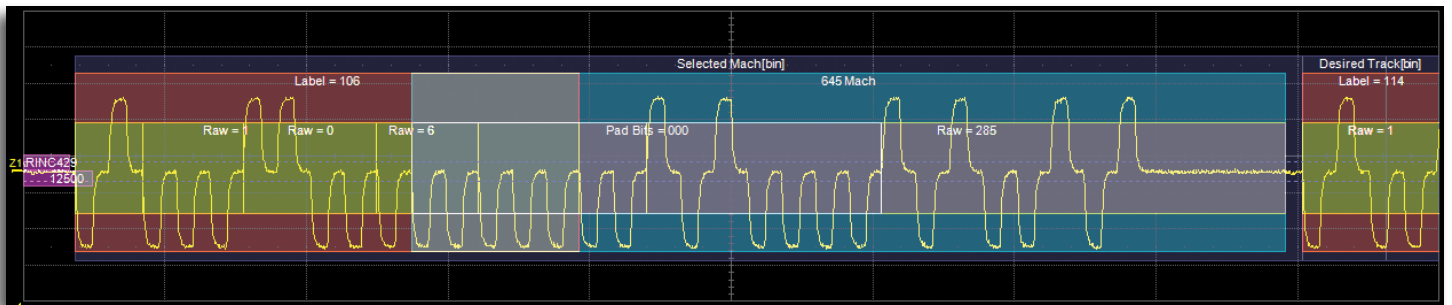 Selected Mach[bin]
Desired Track[bin]
Label = 106
645 Mach
Label = 114
Raw = 1
Raw = 0
Raw = 6
Pad Bits = 000
Raw = 285
Raw = 1
Z1 RINC429
12500